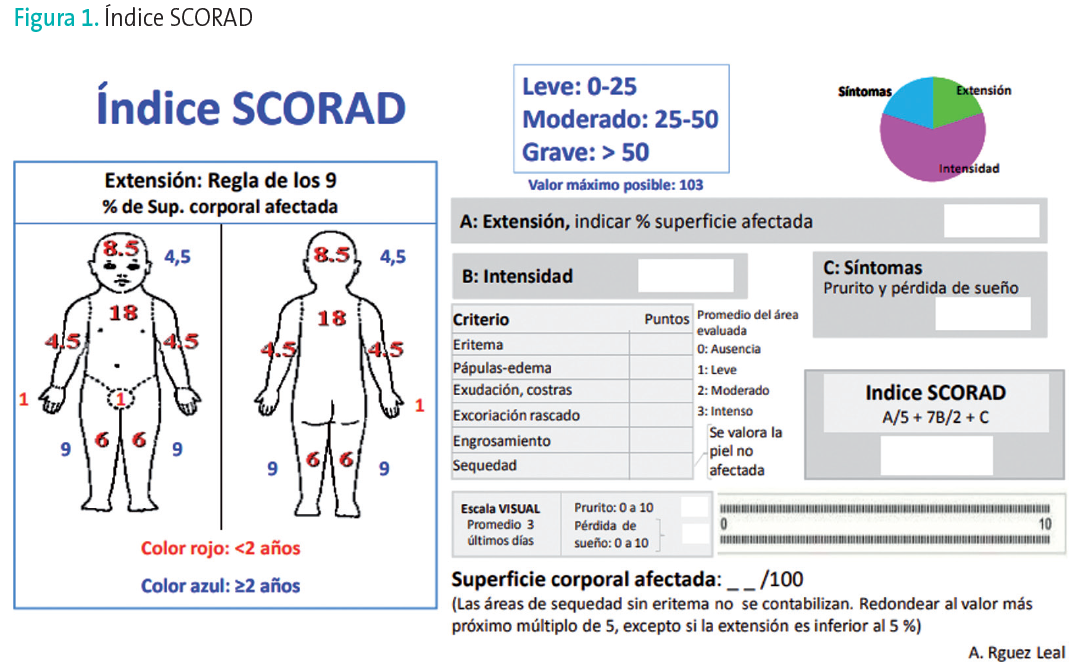 Figura 1. Índice SCORAD
Índice SCORAD
Leve: 0-25
Moderado: 25-50
Grave: > 50
Valor máximo posible: 103
Síntomas
Extensión
Intensidad
Extensión: Regla de los 9
% de Sup. corporal afectada
8.5
4,5
8.5
4,5
18
18
4.5
4.5
4.5
4.5
1
1
1
6
6
9
9
6
6
9
9
Color rojo: <2 años
Color azul: ≥2 años
A: Extensión, indicar % superficie afectada
B: Intensidad
C: Síntomas
Prurito y pérdida de sueño
Criterio Puntos
Eritema
Pápulas-edema
Exudación, costras
Excoriación rascado
Engrosamiento
Sequedad
Promedio del área
evaluada
0: Ausencia
1: Leve
2: Moderado
3: Intenso
Se valora la
piel no
afectada
Indice SCORAD
A/5 + 7B/2 + C
Escala VISUAL
Promedio 3
últimos días
Prurito: 0 a 10
Pérdida de
sueño: 0 a 10
0 10
Superficie corporal afectada: _ _ /100
(Las áreas de sequedad sin eritema no se contabilizan. Redondear al valor más
próximo múltiplo de 5, excepto si la extensión es inferior al 5 %)
A. Rguez Leal